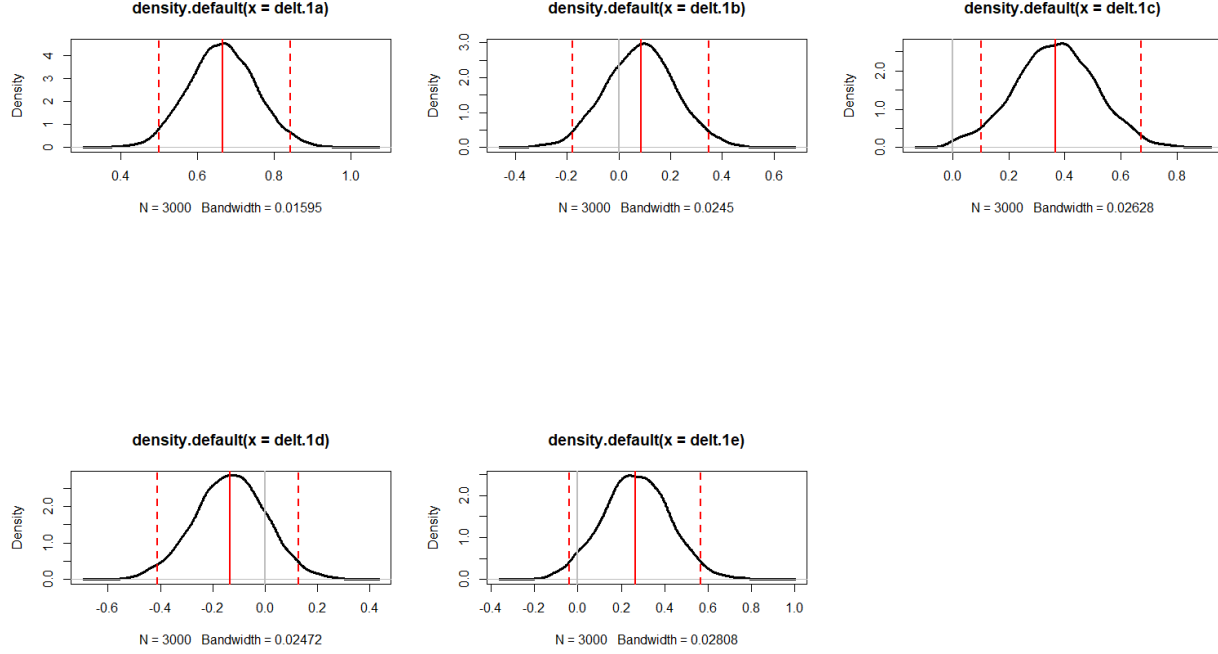 density.default(x = delt.1a)
Density
0
1
2
3
4
0.4 0.6 0.8 1.0
N = 3000 Bandwidth = 0.01595
density.default(x = delt.1b)
Density
0.0 1.0 2.0 3.0
-0.4 -0.2 0.0 0.2 0.4 0.6
N = 3000 Bandwidth = 0.0245
density.default(x = delt.1c)
Density
0.0 1.0 2.0
0.0 0.2 0.4 0.6 0.8
N = 3000 Bandwidth = 0.02628
density.default(x = delt.1d)
Density
0.0 1.0 2.0
-0.6 -0.4 -0.2 0.0 0.2 0.4
N = 3000 Bandwidth = 0.02472
density.default(x = delt.1e)
Density
0.0 1.0 2.0
-0.4 -0.2 0.0 0.2 0.4 0.6 0.8 1.0
N = 3000 Bandwidth = 0.02808